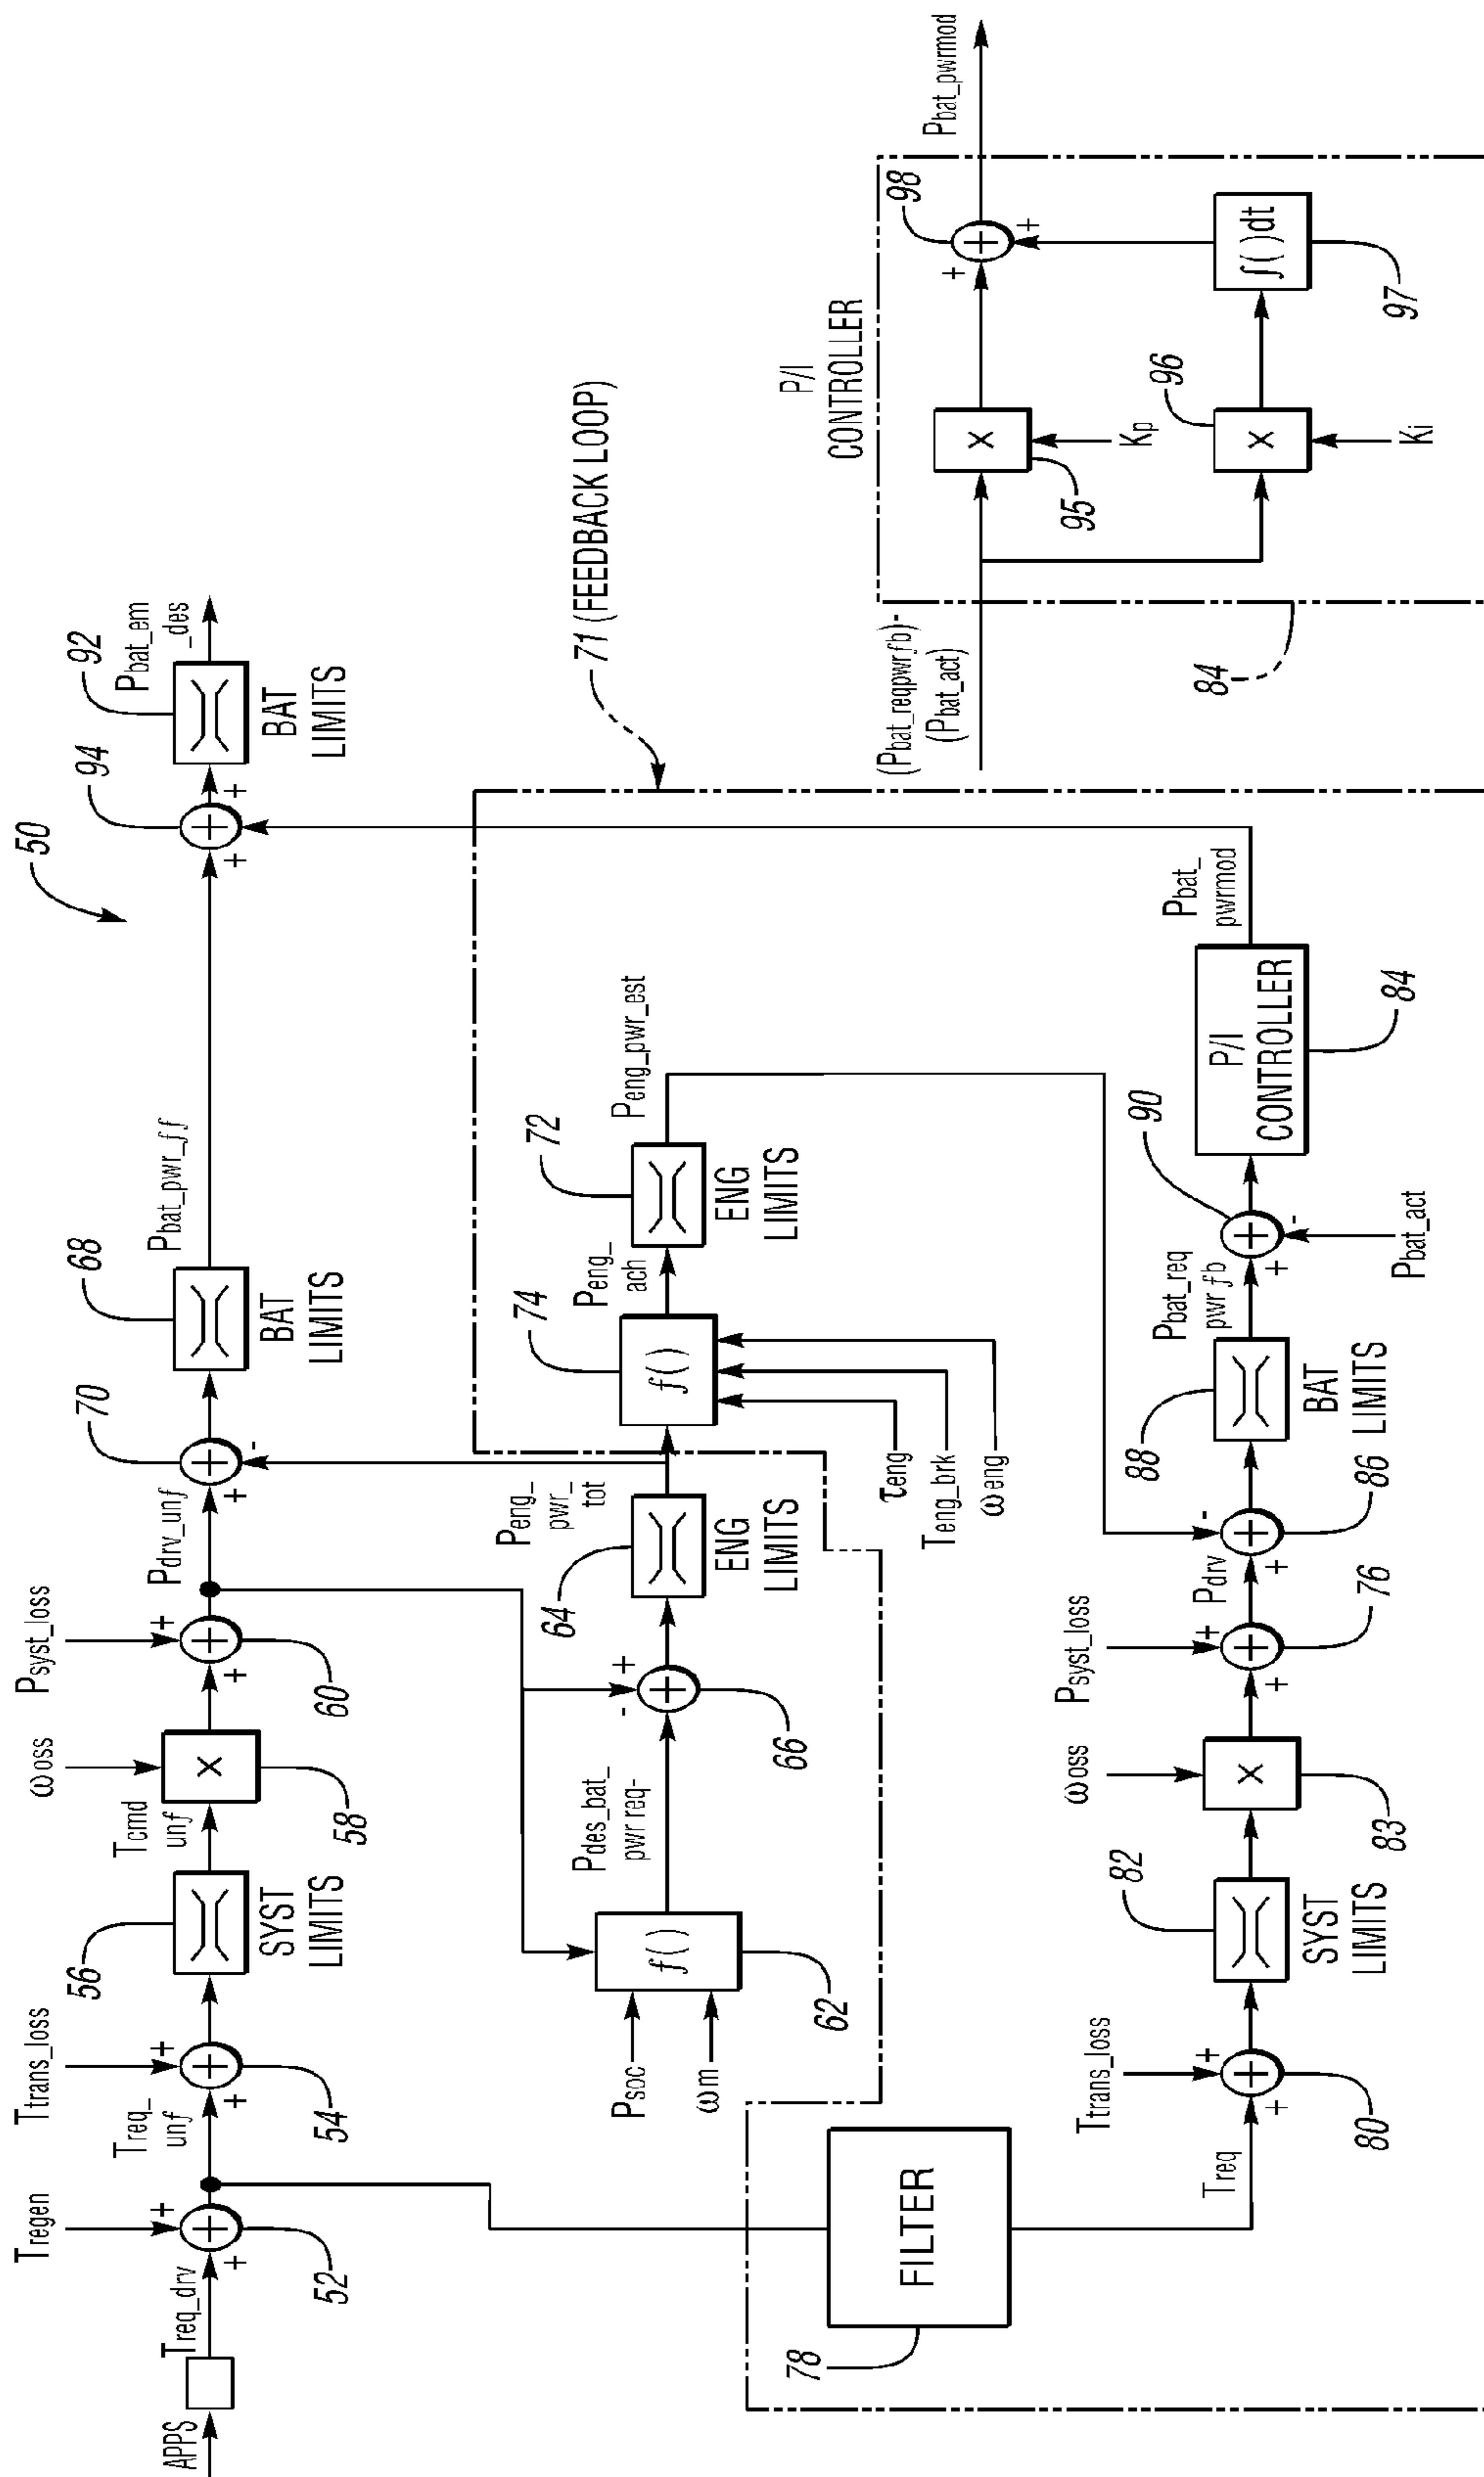 50
APPS
Treq_drv
Tregen
52
Treq_
unf
Ttrans_loss
54
56
SYST
LIMITS
Tcmd
unf
ωoss
X
58
Psyst_loss
60
Pdrv_unf
70
68
BAT
LIMITS
Pbat_pwr_ff
94
92
Pbat_em
_des
BAT
LIMITS
Psoc
ωm
f()
62
Pdes_bat_
pwr req-
66
64
Peng_
pwr_
tot
ENG
LIMITS
74
f()
τeng
Teng_brk
ωeng
Peng_
ach
72
ENG
LIMITS
Peng_pwr_est
71 (FEEDBACK LOOP)
78
FILTER
Treq
Ttrans_loss
80
82
SYST
LIMITS
ωoss
X
83
Psyst_loss
76
Pdrv
86
88
BAT
LIMITS
Pbat_req
pwr fb
90
Pbat_act
P/I
CONTROLLER
84
Pbat_
pwrmod
P/I
CONTROLLER
(Pbat_reqpwrfb)-
(Pbat_act)
84
X
95
Kp
X
96
Ki
∫()dt
97
98
Pbat_pwrmod